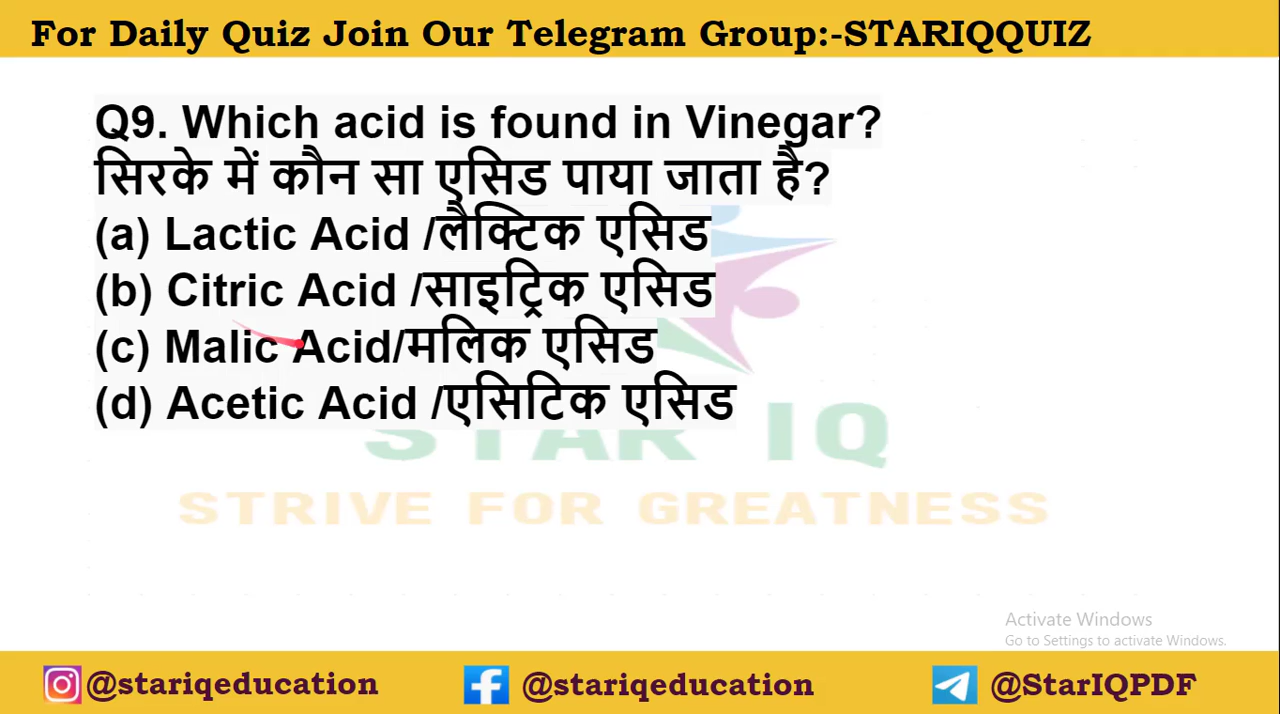 For Daily Quiz Join Our Telegram Group:-STARIQQUIZ
Q9. Which acid is found in Vinegar?
सिरके में कौन सा एसिड पाया जाता है?
(a) Lactic Acid /लैक्टिक एसिड
(b) Citric Acid /साइट्रिक एसिड
(c) Malic Acid/मलिक एसिड
(d) Acetic Acid /एसिटिक एसिड
STAR IQ
STRIVE FOR GREATNESS
Activate Windows
Go to Settings to activate Windows.
@stariqeducation @stariqeducation @StarIQPDF